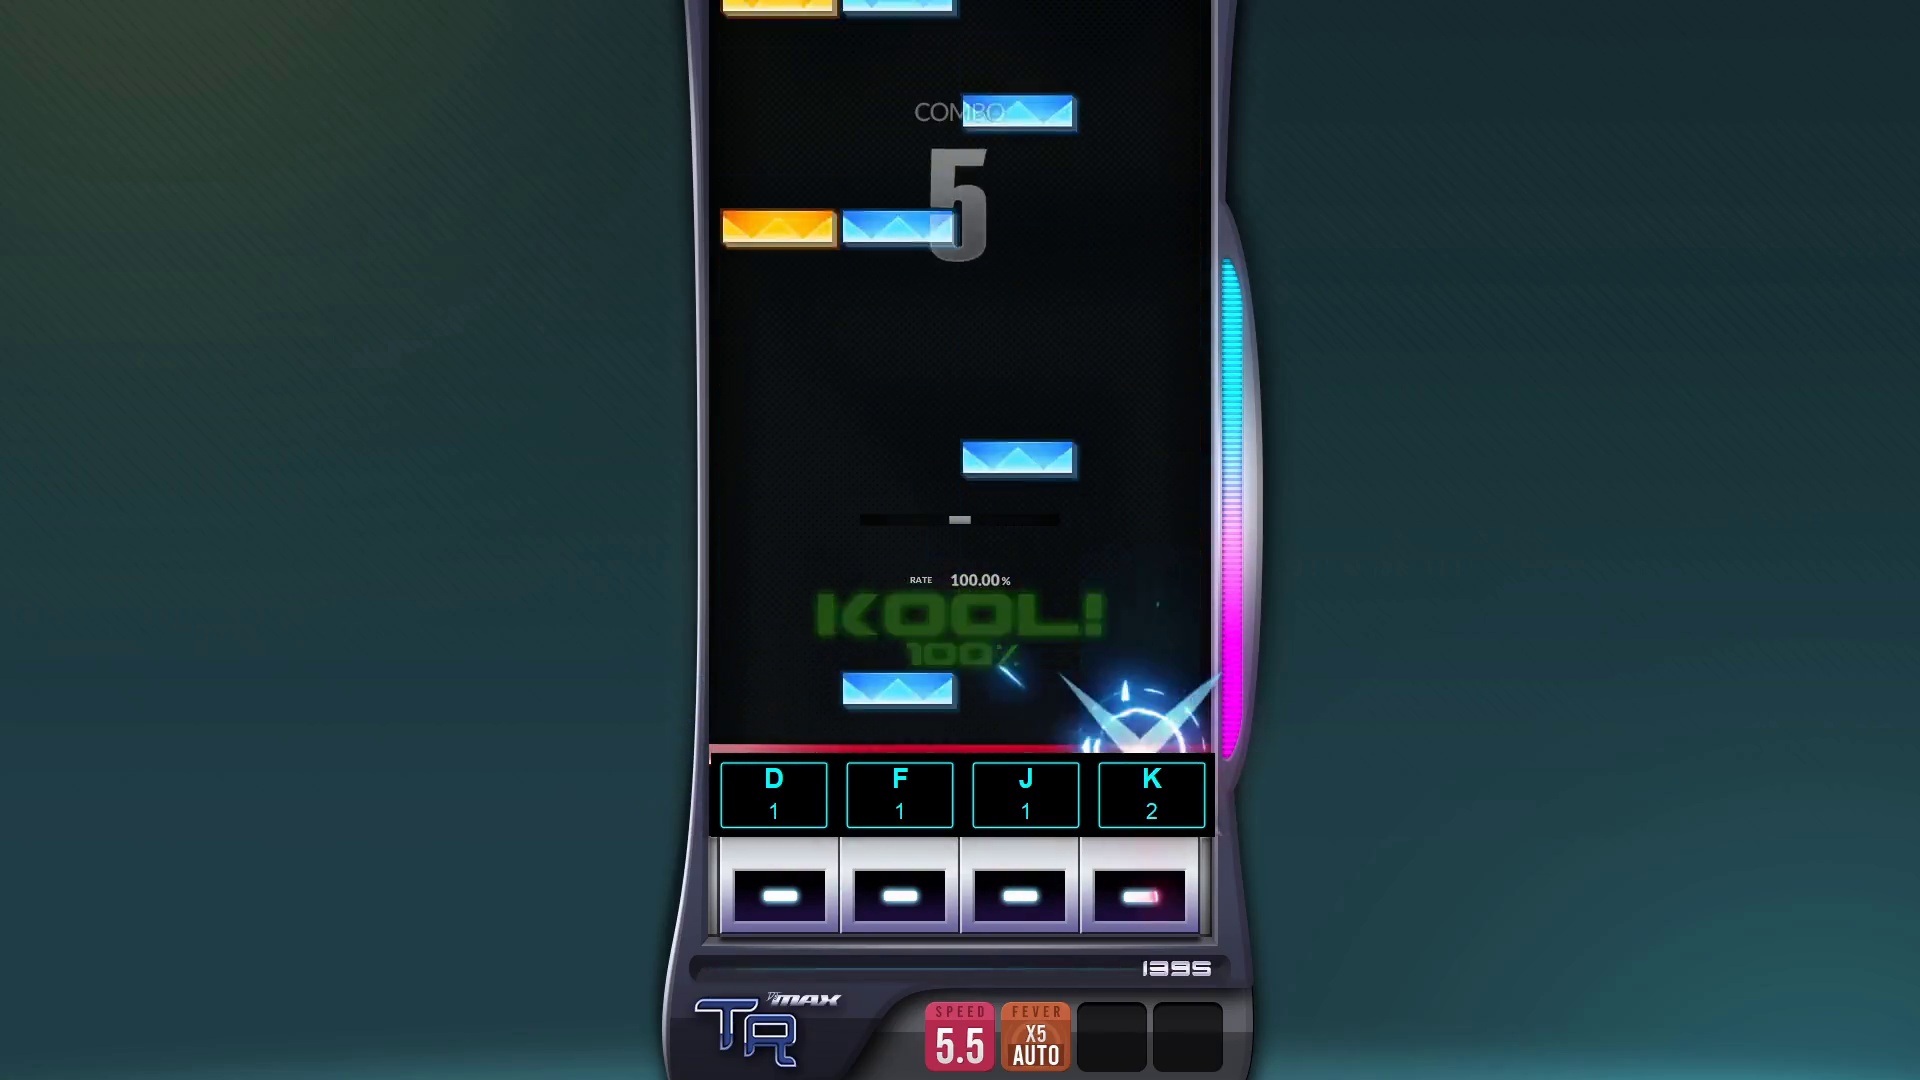 COMBO
5
RATE 100.00%
KOOL!
100%
D F J K
1 1 1 2
1395
MAX
TR
SPEED FEVER
5.5 X5
AUTO